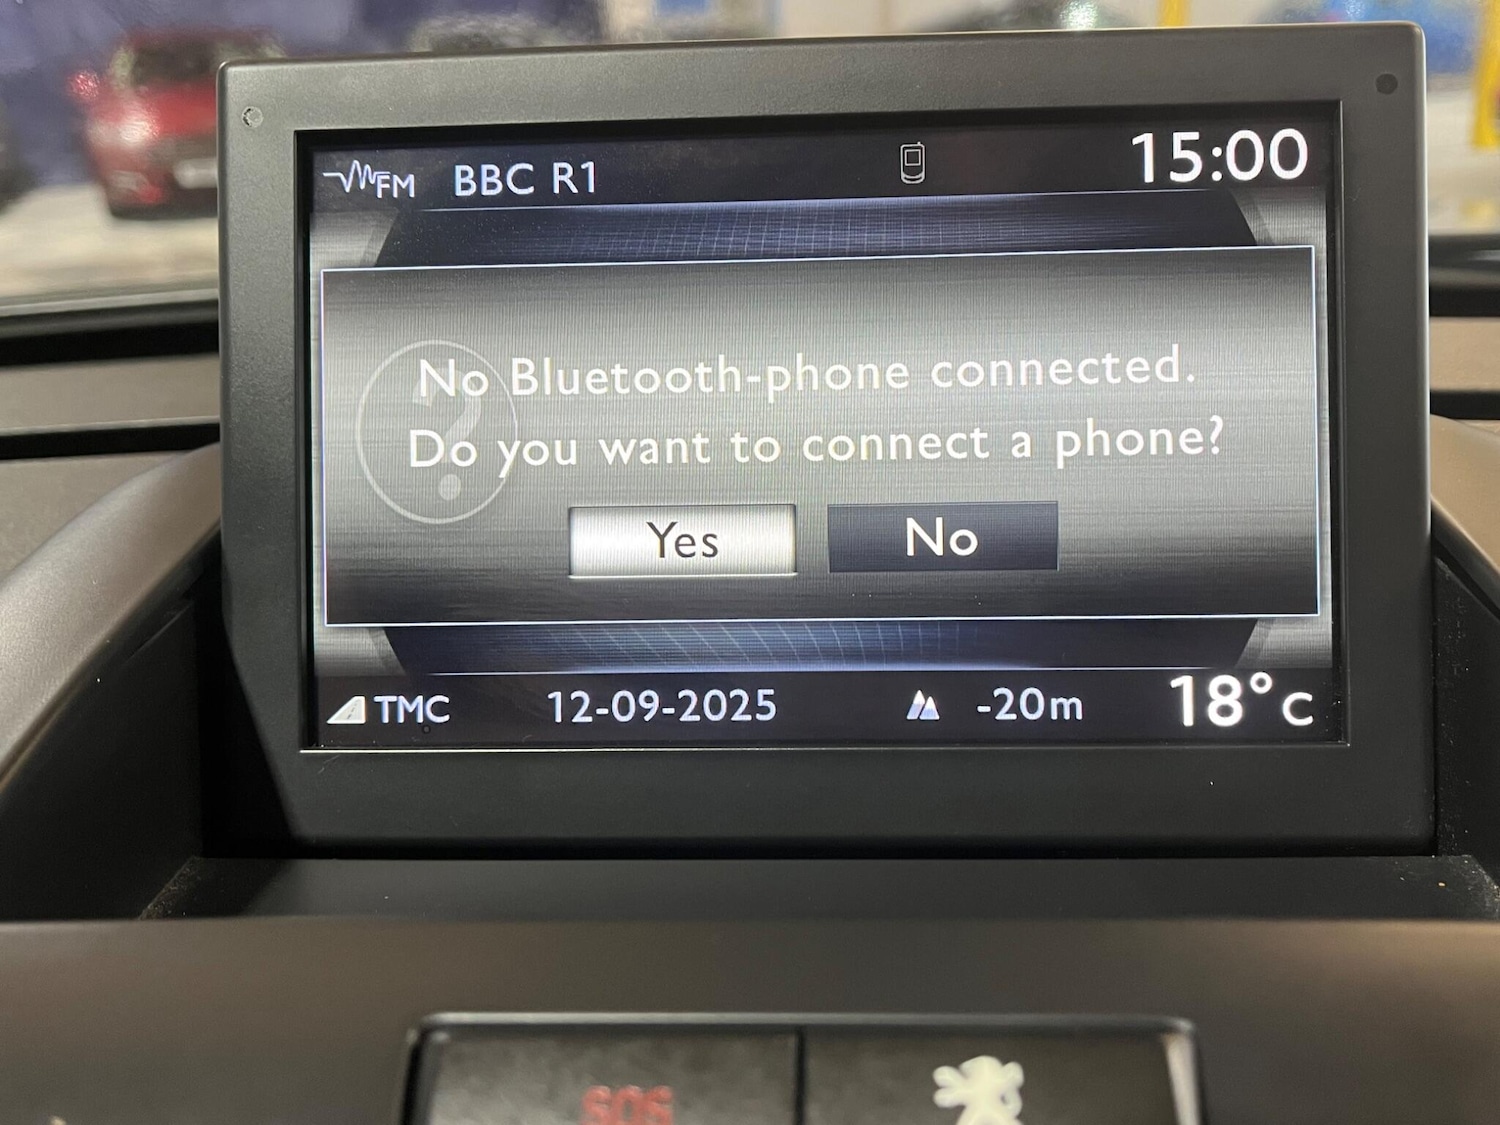 FM BBC R1 15:00
No Bluetooth-phone connected.
Do you want to connect a phone?
Yes No
TMC 12-09-2025 -20m 18°C
SOS